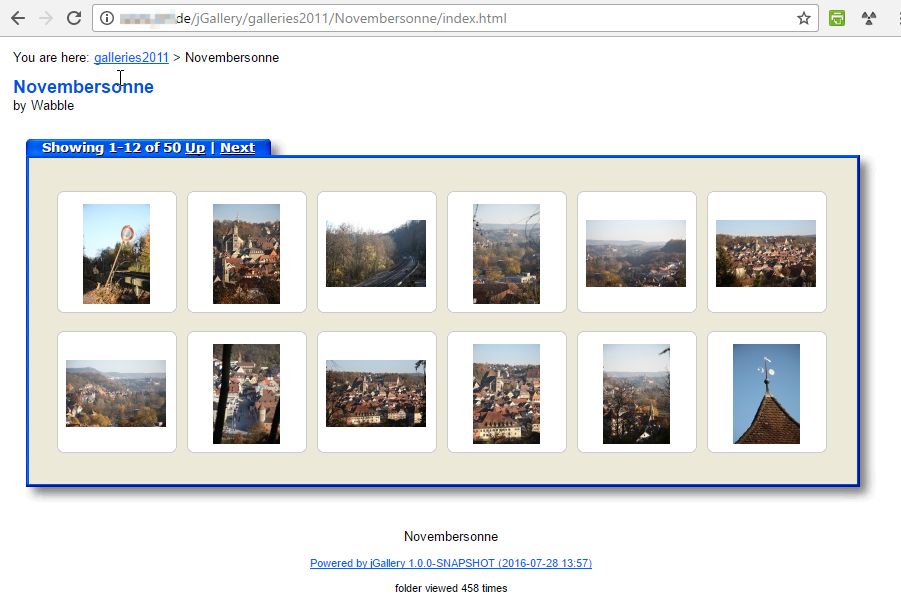 de/jGallery/galleries2011/Novembersonne/index.html
You are here: galleries2011 > Novembersonne
Novembersonne
by Wabble
Showing 1-12 of 50 Up | Next
Novembersonne
Powered by jGallery 1.0.0-SNAPSHOT (2016-07-28 13:57)
folder viewed 458 times